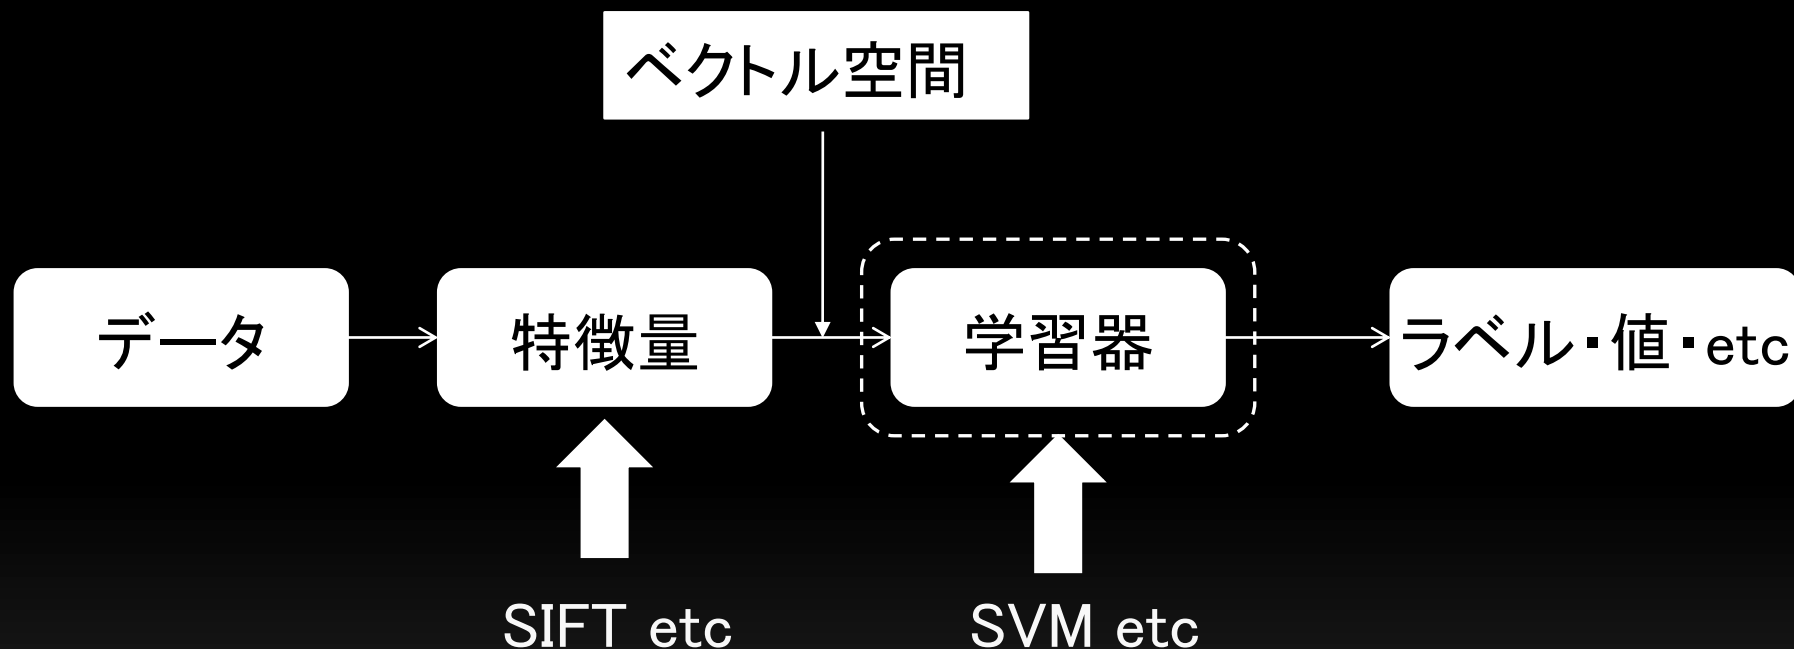 ベクトル空間
データ
特徴量
学習器
ラベル・値・etc
SIFT etc
SVM etc